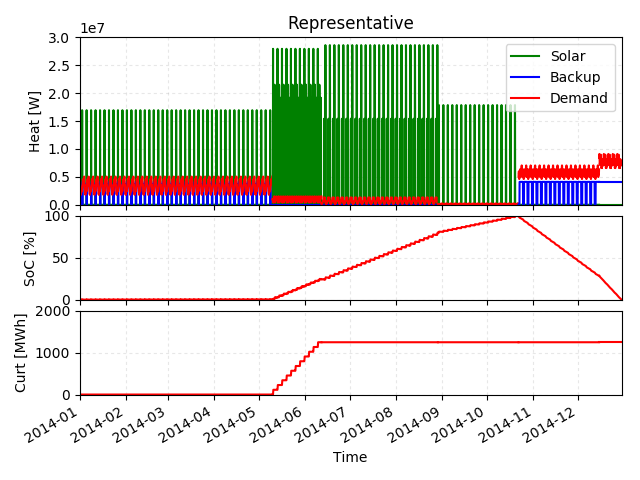 Representative
1e7
3.0
2.5
2.0
1.5
1.0
0.5
0.0
Heat [W]
Solar
Backup
Demand
100
50
0
SoC [%]
2000
1000
0
Curt [MWh]
2014-01
2014-02
2014-03
2014-04
2014-05
2014-06
2014-07
2014-08
2014-09
2014-10
2014-11
2014-12
Time